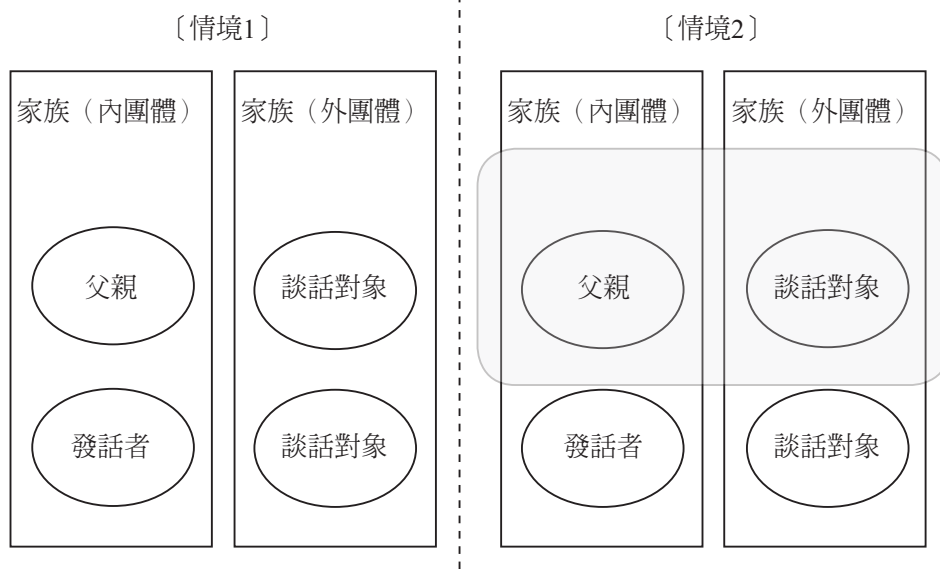 〔情境1〕
家族（內團體）
家族（外團體）
父親
談話對象
發話者
談話對象
〔情境2〕
家族（內團體）
家族（外團體）
父親
談話對象
發話者
談話對象